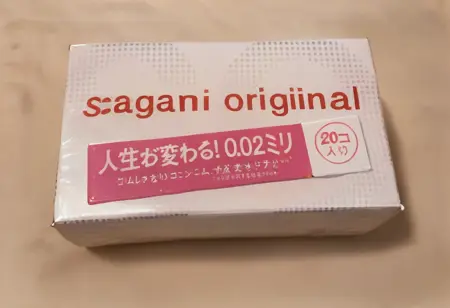 sagani origiinal
人生が変わる! 0.02ミリ
20コ
入り